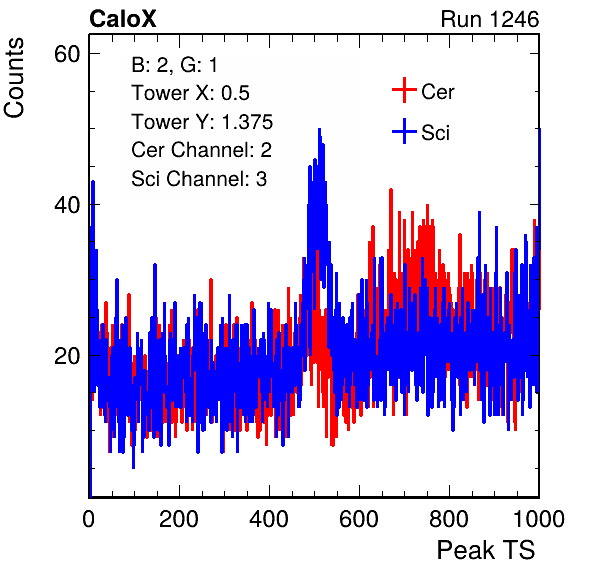 CaloX
Run 1246
Counts
B: 2, G: 1
Tower X: 0.5
Tower Y: 1.375
Cer Channel: 2
Sci Channel: 3
Cer
Sci
60
40
20
0
200
400
600
800
1000
Peak TS